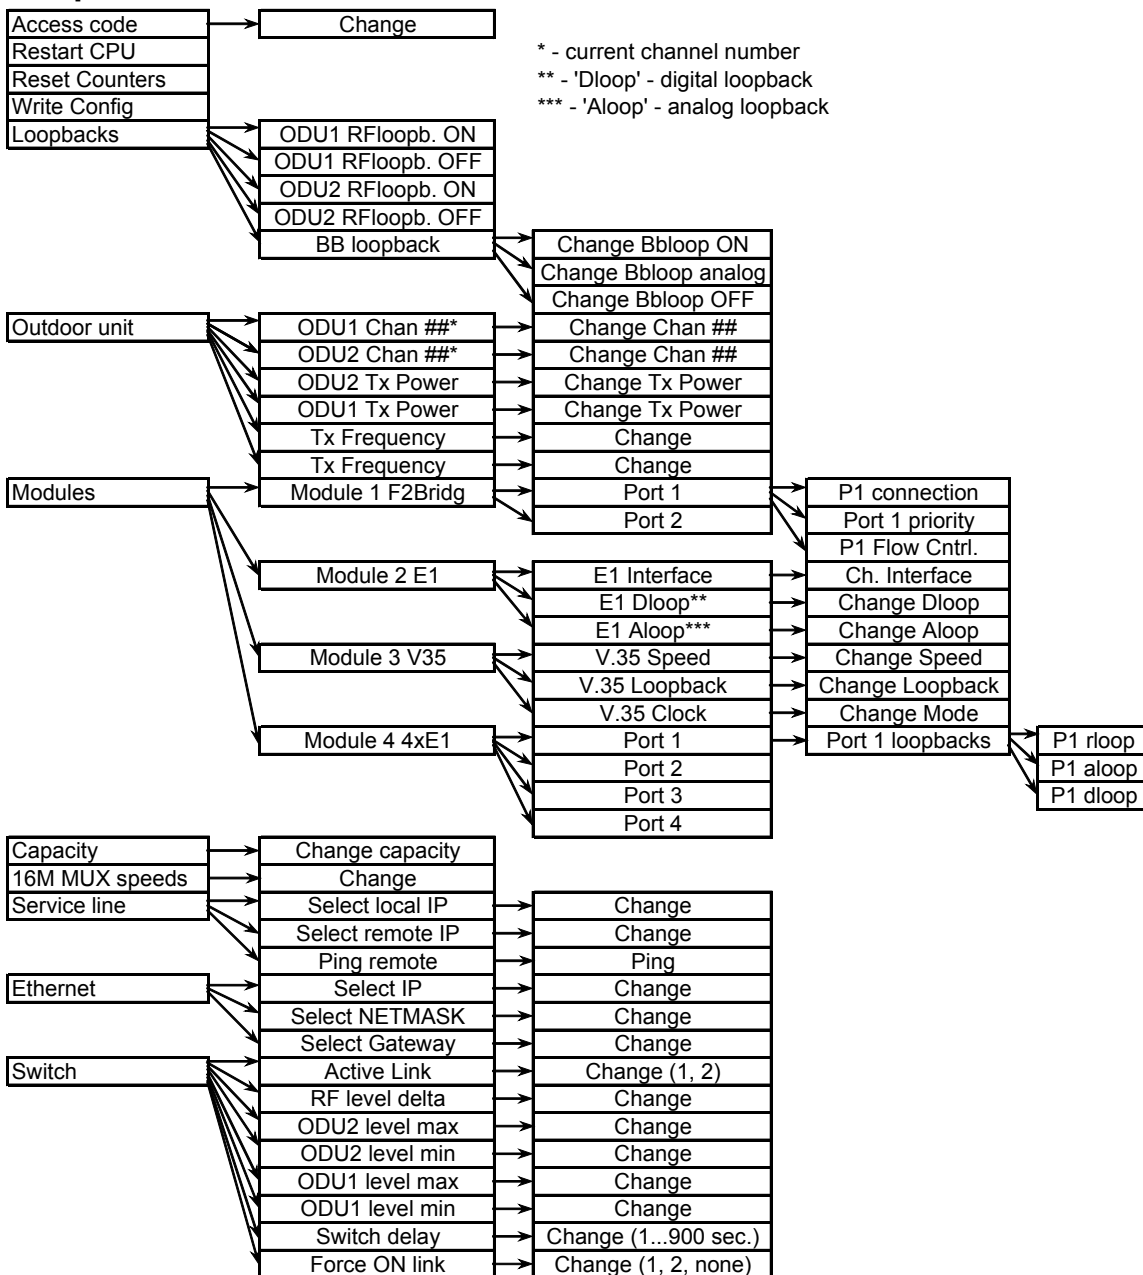 Access code Change
Restart CPU * - current channel number
Reset Counters ** - 'Dloop' - digital loopback
Write Config *** - 'Aloop' - analog loopback
Loopbacks ODU1 RFloopb. ON
ODU1 RFloopb. OFF
ODU2 RFloopb. ON
ODU2 RFloopb. OFF
BB loopback Change Bbloop ON
Change Bbloop analog
Change Bbloop OFF
Outdoor unit ODU1 Chan ##* Change Chan ##
ODU2 Chan ##* Change Chan ##
ODU2 Tx Power Change Tx Power
ODU1 Tx Power Change Tx Power
Tx Frequency Change
Tx Frequency Change
Modules Module 1 F2Bridg Port 1 P1 connection
Port 2 Port 1 priority
P1 Flow Cntrl.
Module 2 E1 E1 Interface Ch. Interface
E1 Dloop** Change Dloop
E1 Aloop*** Change Aloop
Module 3 V35 V.35 Speed Change Speed
V.35 Loopback Change Loopback
V.35 Clock Change Mode
Module 4 4xE1 Port 1 Port 1 loopbacks P1 rloop
Port 2 P1 aloop
Port 3 P1 dloop
Port 4
Capacity Change capacity
16M MUX speeds Change
Service line Select local IP Change
Select remote IP Change
Ping remote Ping
Ethernet Select IP Change
Select NETMASK Change
Select Gateway Change
Switch Active Link Change (1, 2)
RF level delta Change
ODU2 level max Change
ODU2 level min Change
ODU1 level max Change
ODU1 level min Change
Switch delay Change (1...900 sec.)
Force ON link Change (1, 2, none)